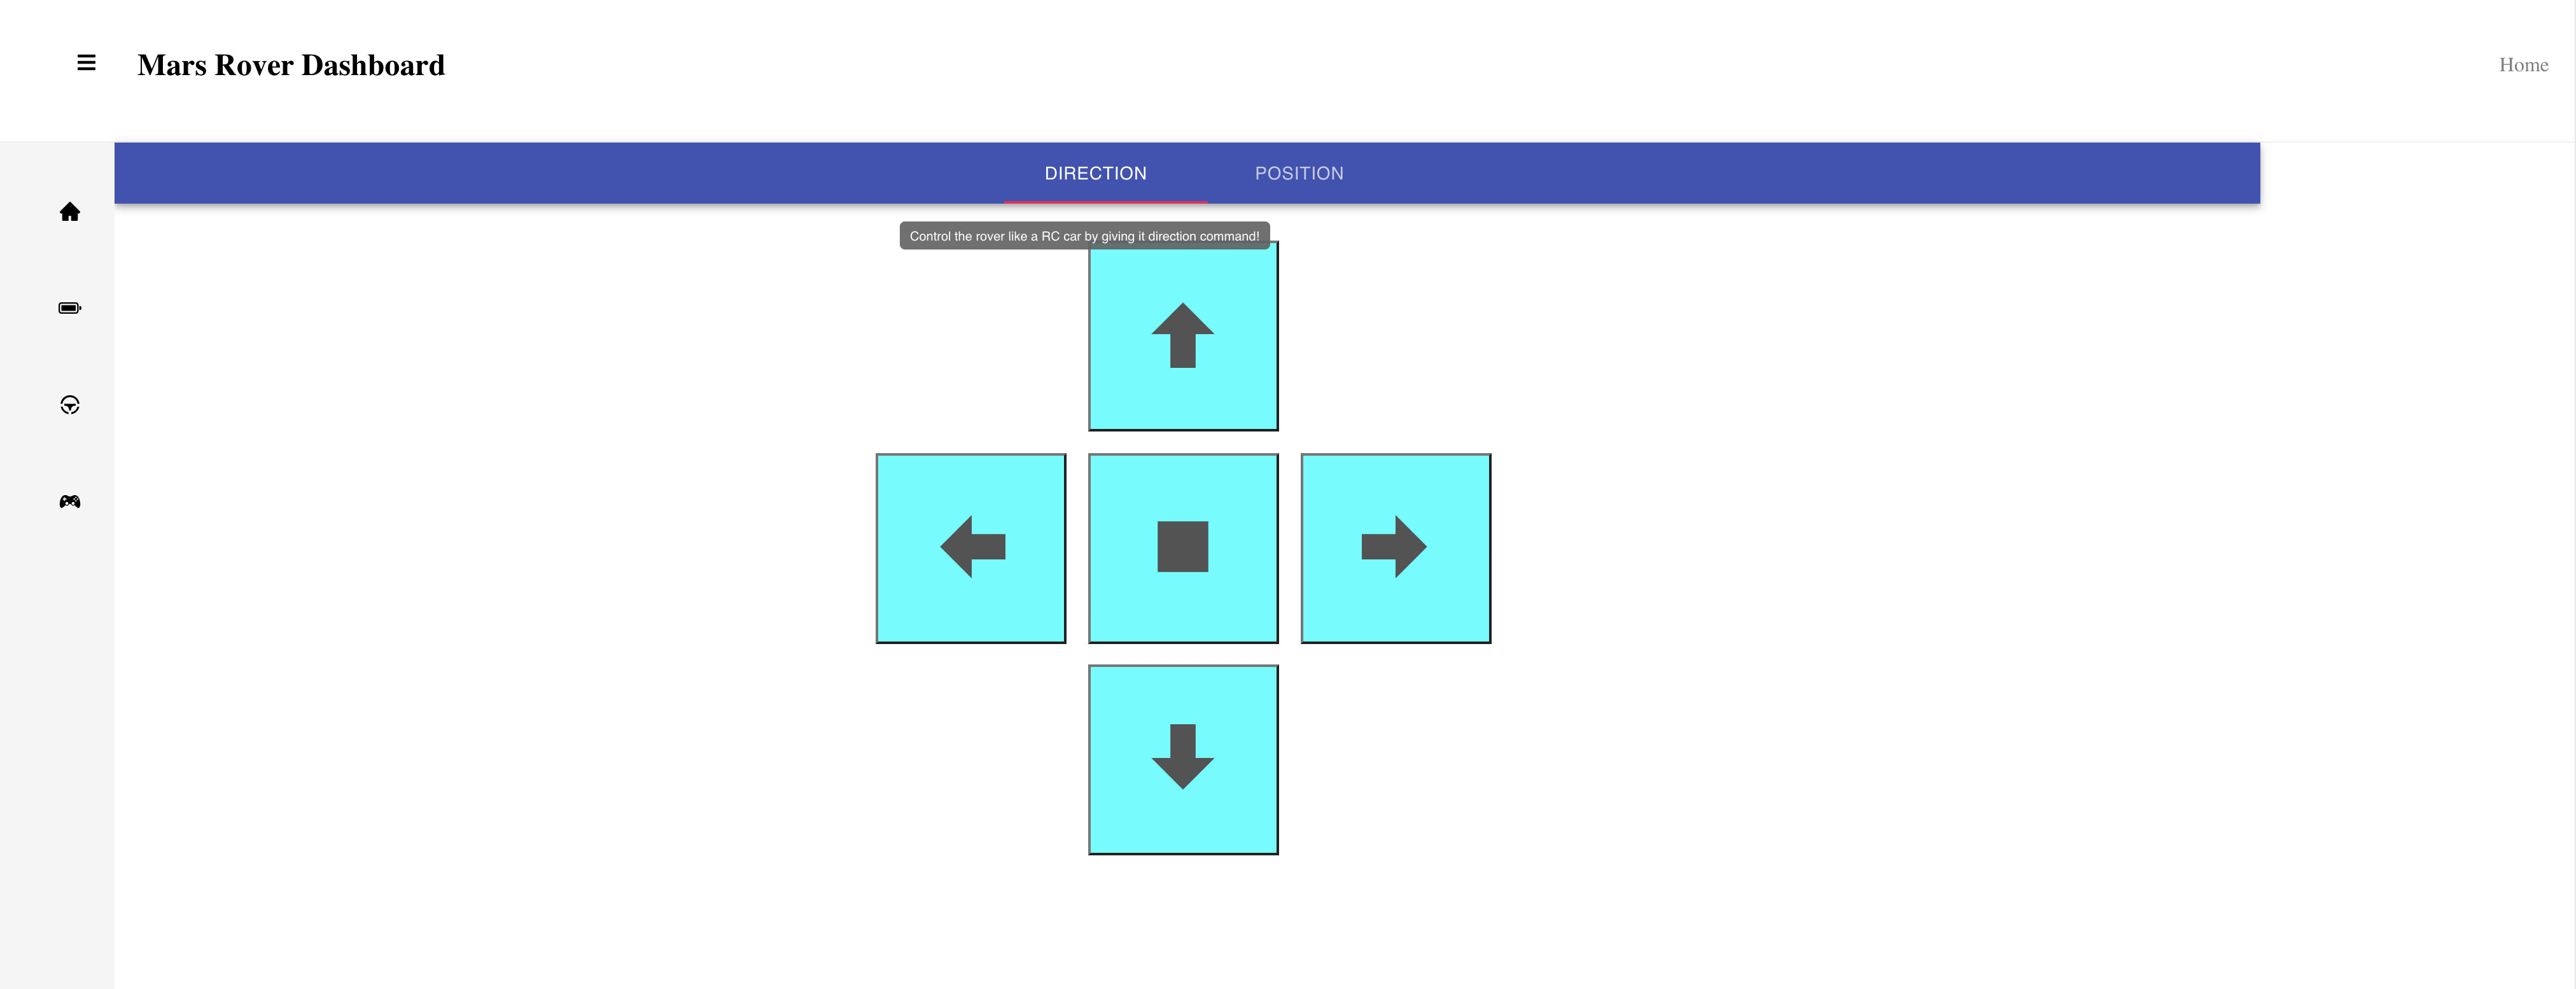 Mars Rover Dashboard
Home
DIRECTION
POSITION
Control the rover like a RC car by giving it direction command!